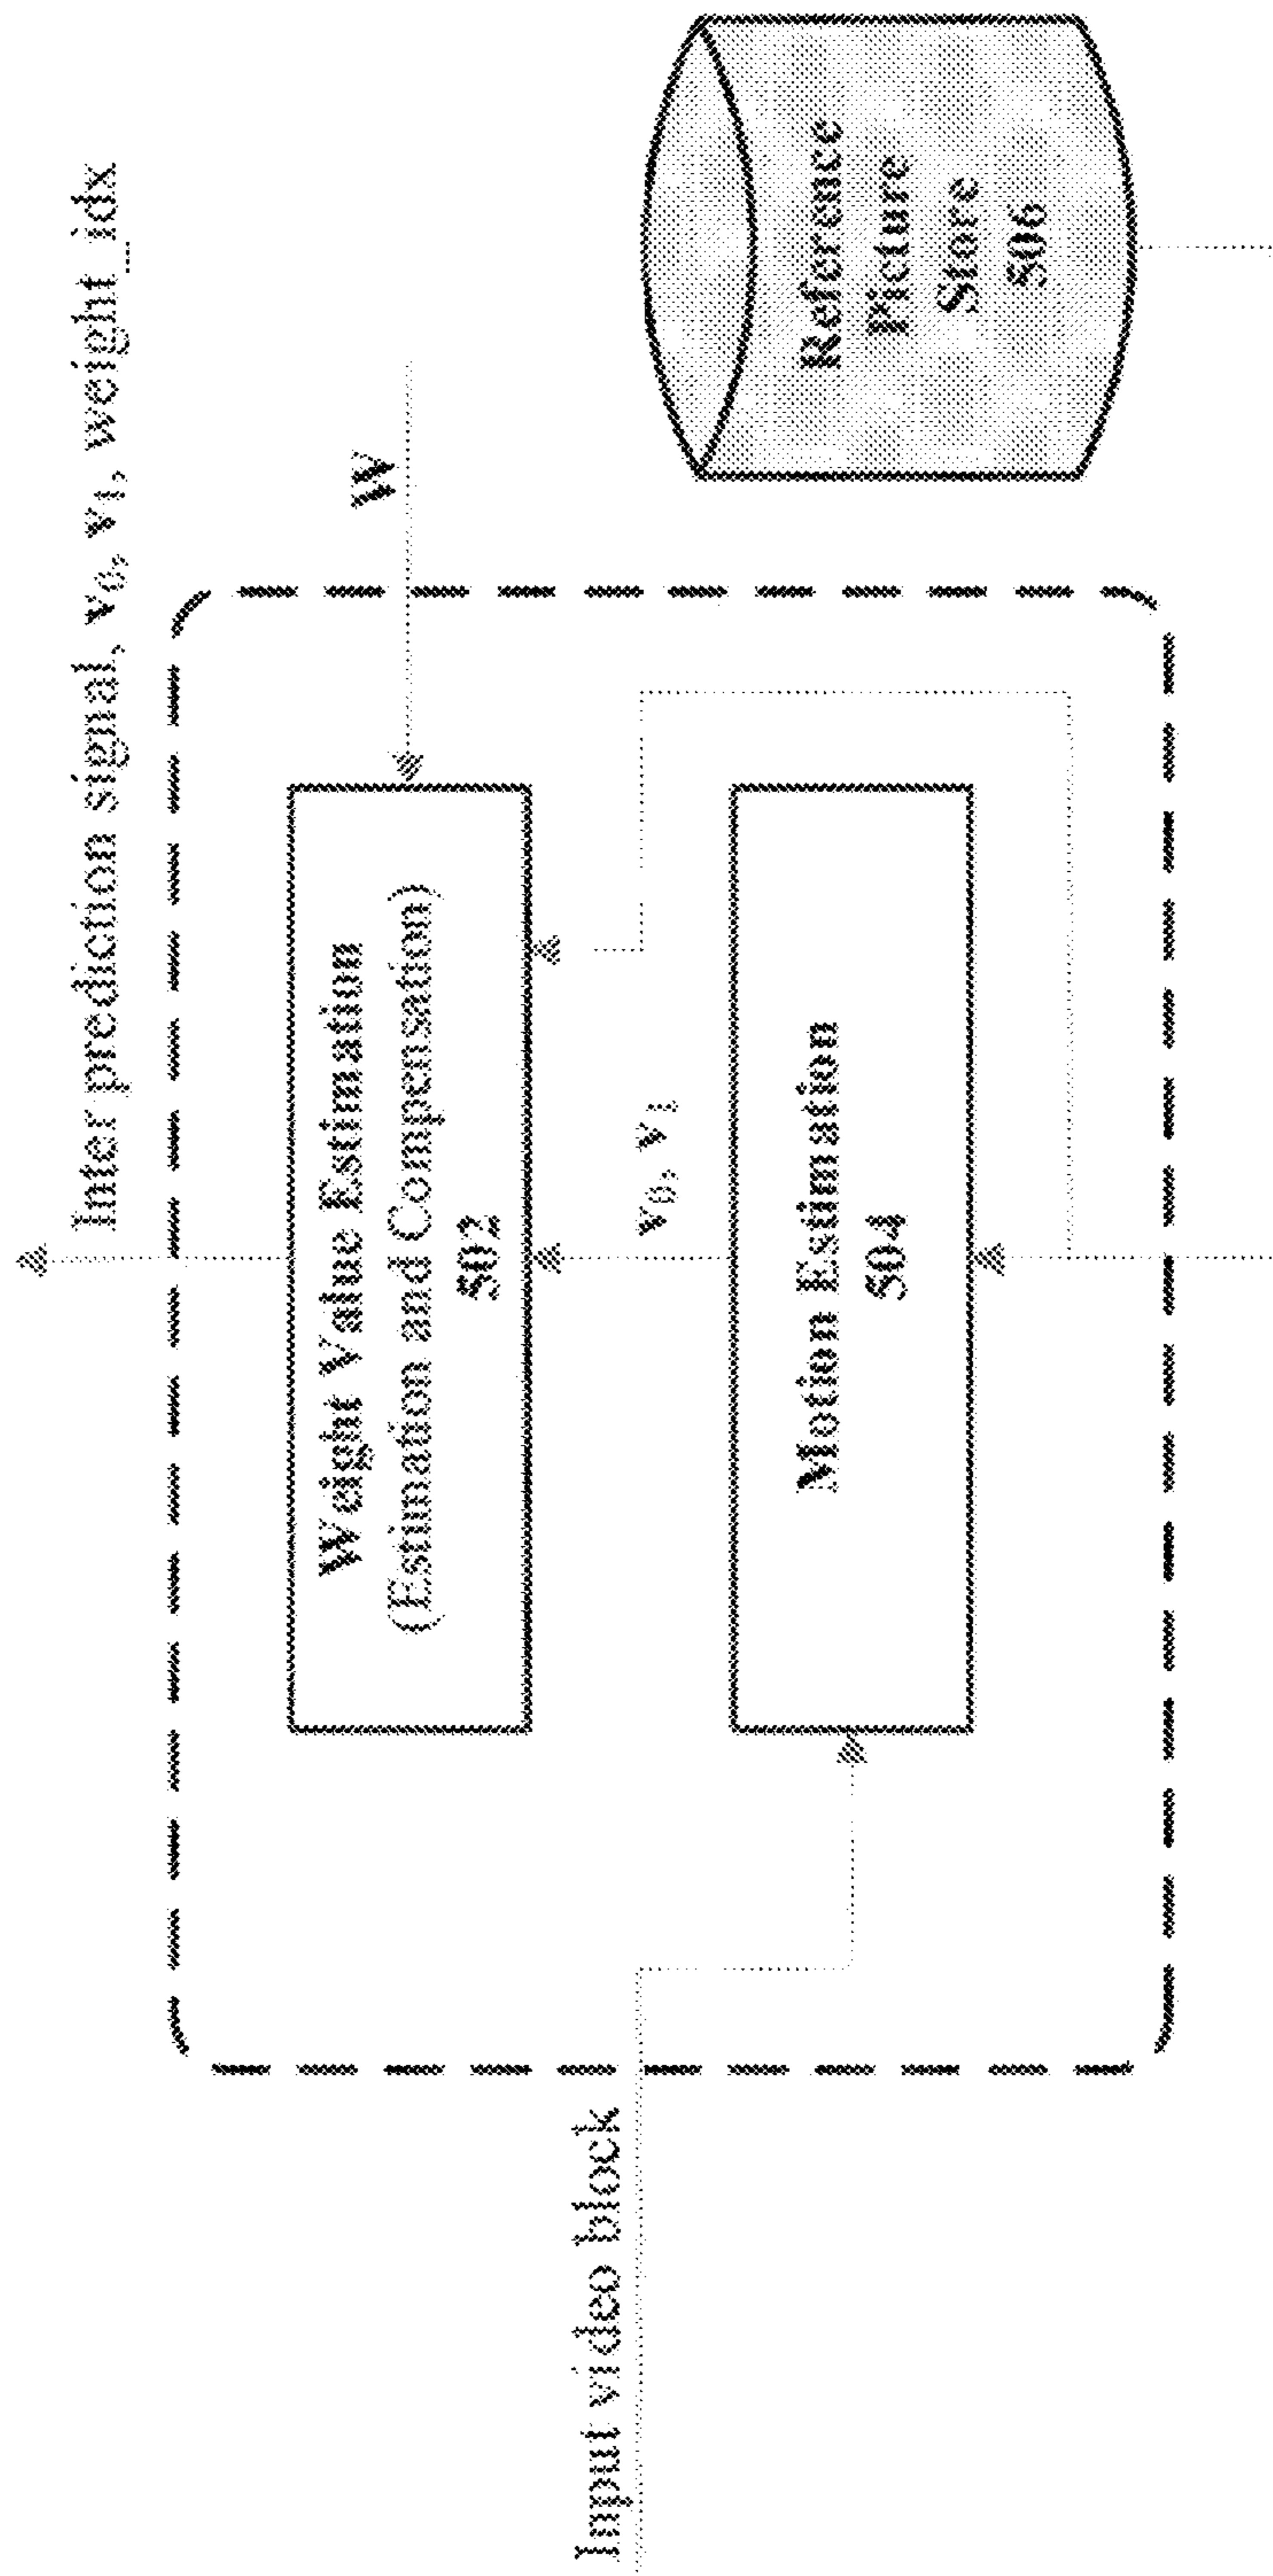 Inter prediction signal, v0, v1, weight_idx
W
Weight Value Estimation
(Estimation and Compensation)
502
v0, v1
Motion Estimation
504
Input video block
Reference
Picture
Store
506